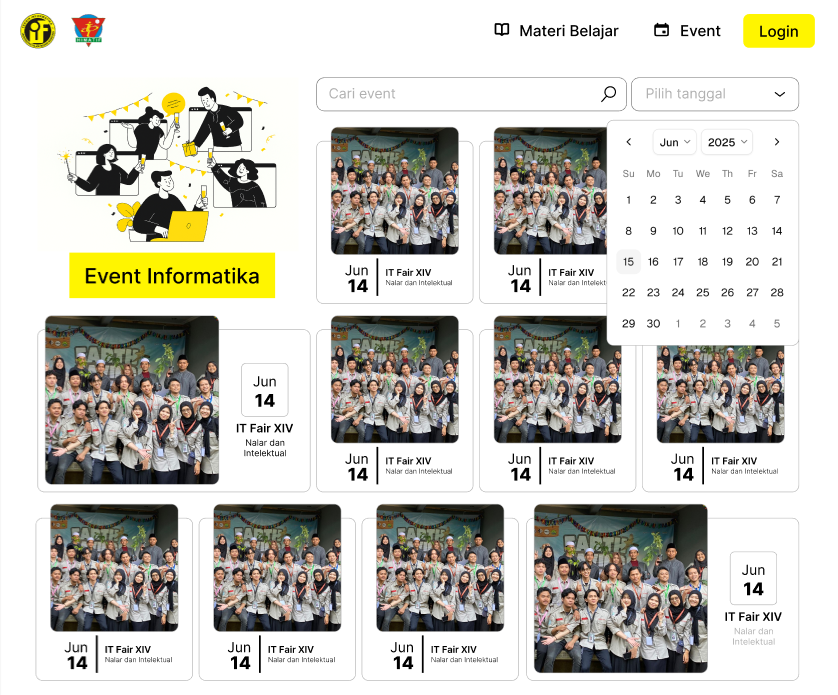 Materi Belajar
Event
Login
Cari event
Pilih tanggal
Jun
2025
Su Mo Tu We Th Fr Sa
1 2 3 4 5 6 7
8 9 10 11 12 13 14
15 16 17 18 19 20 21
22 23 24 25 26 27 28
29 30 1 2 3 4 5
Event Informatika
Jun
14
IT Fair XIV
Nalar dan Intelektual
Jun
14
IT Fair XIV
Nalar dan Intelektual
Jun
14
IT Fair XIV
Nalar dan
Intelektual
Jun
14
IT Fair XIV
Nalar dan Intelektual
Jun
14
IT Fair XIV
Nalar dan Intelektual
Jun
14
IT Fair XIV
Nalar dan Intelektual
Jun
14
IT Fair XIV
Nalar dan Intelektual
Jun
14
IT Fair XIV
Nalar dan Intelektual
Jun
14
IT Fair XIV
Nalar dan Intelektual
Jun
14
IT Fair XIV
Nalar dan
Intelektual